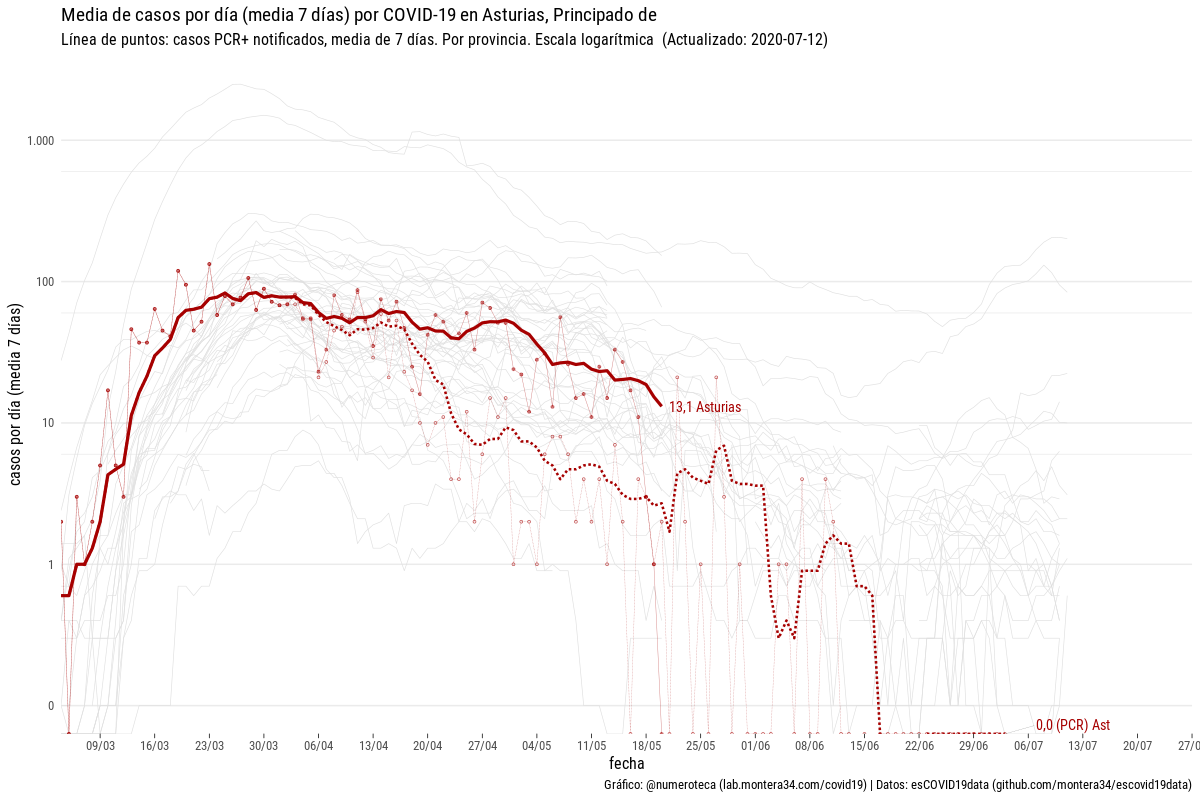 Media de casos por día (media 7 días) por COVID-19 en Asturias, Principado de
Línea de puntos: casos PCR+ notificados, media de 7 días. Por provincia. Escala logarítmica (Actualizado: 2020-07-12)
casos por día (media 7 días)
1.000
100
10
1
0
13,1 Asturias
0,0 (PCR) Ast
09/03 16/03 23/03 30/03 06/04 13/04 20/04 27/04 04/05 11/05 18/05 25/05 01/06 08/06 15/06 22/06 29/06 06/07 13/07 20/07 27/0
fecha
Gráfico: @numeroteca (lab.montera34.com/covid19) | Datos: esCOVID19data (github.com/montera34/escovid19data)